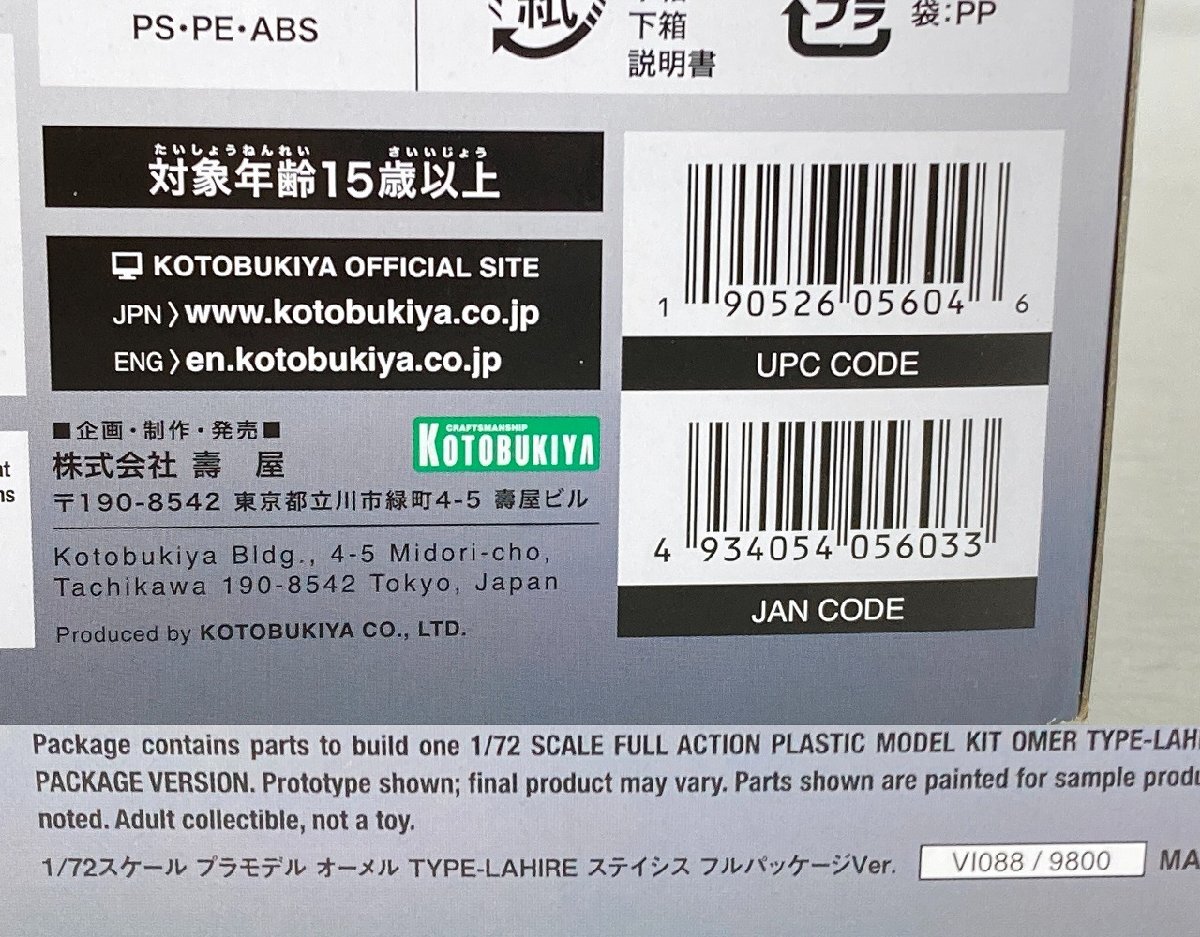 PS・PE・ABS
紙
下箱
説明書
プラ
袋:PP
たいしょうねんれい さいいじょう
対象年齢15歳以上
KOTOBUKIYA OFFICIAL SITE
JPN〉www.kotobukiya.co.jp
ENG〉en.kotobukiya.co.jp
■企画・制作・発売■
株式会社 壽 屋
CRAFTSMANSHIP
KOTOBUKIYA
〒190-8542 東京都立川市緑町4-5 壽屋ビル
Kotobukiya Bldg., 4-5 Midori-cho,
Tachikawa 190-8542 Tokyo, Japan
Produced by KOTOBUKIYA CO., LTD.
1 90526 05604 6
UPC CODE
4 934054 056033
JAN CODE
Package contains parts to build one 1/72 SCALE FULL ACTION PLASTIC MODEL KIT OMER TYPE-LAHI
PACKAGE VERSION. Prototype shown; final product may vary. Parts shown are painted for sample produ
noted. Adult collectible, not a toy.
1/72スケール プラモデル オーメル TYPE-LAHIRE ステイシス フルパッケージVer. VI088 / 9800 MA